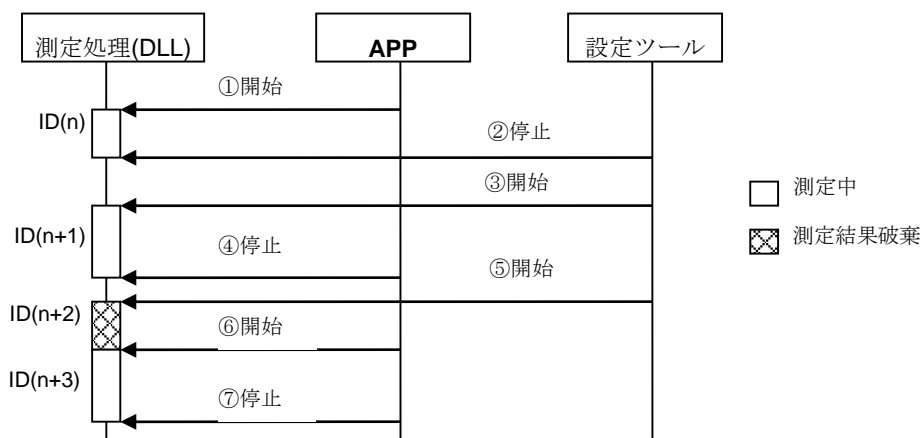 測定処理(DLL)
APP
設定ツール
①開始
ID(n)
②停止
③開始
測定中
ID(n+1)
④停止
測定結果破棄
⑤開始
ID(n+2)
⑥開始
ID(n+3)
⑦停止